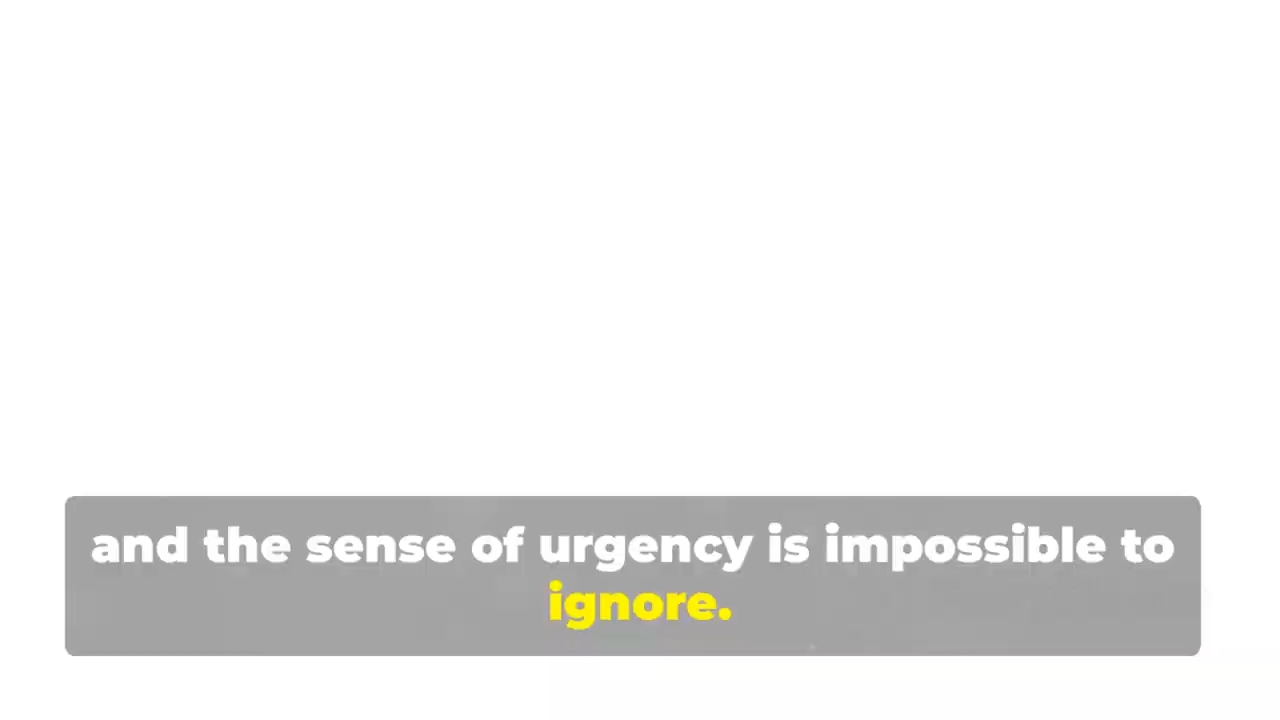 and the sense of urgency is impossible to
ignore.